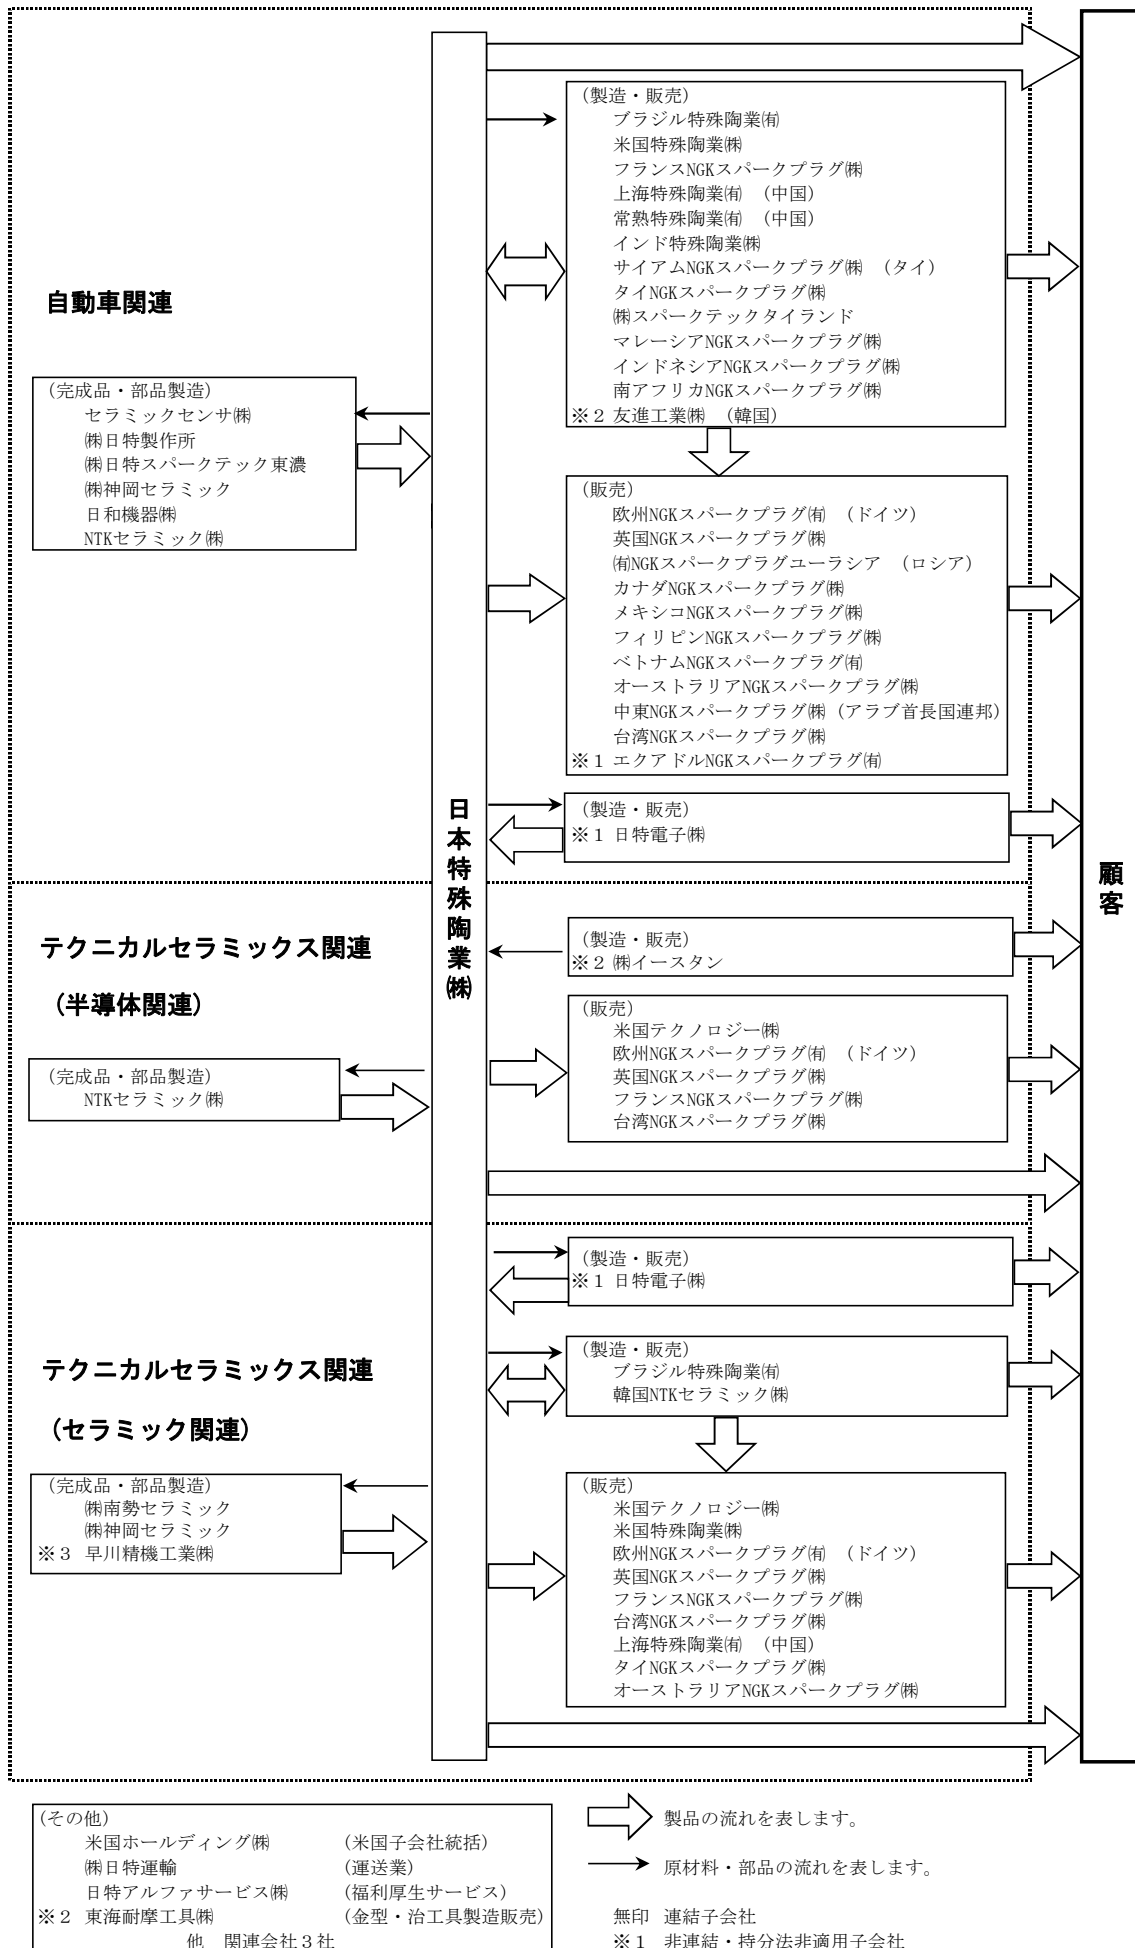 (製造・販売)
ブラジル特殊陶業㈲
米国特殊陶業㈱
フランスNGKスパークプラグ㈱
上海特殊陶業㈲ (中国)
常熟特殊陶業㈲ (中国)
インド特殊陶業㈱
サイアムNGKスパークプラグ㈱ (タイ)
タイNGKスパークプラグ㈱
㈱スパークテックタイランド
マレーシアNGKスパークプラグ㈱
インドネシアNGKスパークプラグ㈱
南アフリカNGKスパークプラグ㈱
※2 友進工業㈱ (韓国)
自動車関連
(完成品・部品製造)
セラミックセンサ㈱
㈱日特製作所
㈱日特スパークテック東濃
㈱神岡セラミック
日和機器㈱
NTKセラミック㈱
(販売)
欧州NGKスパークプラグ㈲ (ドイツ)
英国NGKスパークプラグ㈱
㈲NGKスパークプラグユーラシア (ロシア)
カナダNGKスパークプラグ㈱
メキシコNGKスパークプラグ㈱
フィリピンNGKスパークプラグ㈱
ベトナムNGKスパークプラグ㈲
オーストラリアNGKスパークプラグ㈱
中東NGKスパークプラグ㈱ (アラブ首長国連邦)
台湾NGKスパークプラグ㈱
※1 エクアドルNGKスパークプラグ㈲
(製造・販売)
※1 日特電子㈱
日本特殊陶業㈱
顧客
テクニカルセラミックス関連
(半導体関連)
(完成品・部品製造)
NTKセラミック㈱
(製造・販売)
※2 ㈱イースタン
(販売)
米国テクノロジー㈱
欧州NGKスパークプラグ㈲ (ドイツ)
英国NGKスパークプラグ㈱
フランスNGKスパークプラグ㈱
台湾NGKスパークプラグ㈱
(製造・販売)
※1 日特電子㈱
(製造・販売)
ブラジル特殊陶業㈲
韓国NTKセラミック㈱
テクニカルセラミックス関連
(セラミック関連)
(完成品・部品製造)
㈱南勢セラミック
㈱神岡セラミック
※3 早川精機工業㈱
(販売)
米国テクノロジー㈱
米国特殊陶業㈱
欧州NGKスパークプラグ㈲ (ドイツ)
英国NGKスパークプラグ㈱
フランスNGKスパークプラグ㈱
台湾NGKスパークプラグ㈱
上海特殊陶業㈲ (中国)
タイNGKスパークプラグ㈱
オーストラリアNGKスパークプラグ㈱
(その他)
米国ホールディング㈱ (米国子会社統括)
㈱日特運輸 (運送業)
日特アルファサービス㈱ (福利厚生サービス)
※2 東海耐摩工具㈱ (金型・治工具製造販売)
他 関連会社3社
製品の流れを表します。
原材料・部品の流れを表します。
無印 連結子会社
※1 非連結・持分法非適用子会社